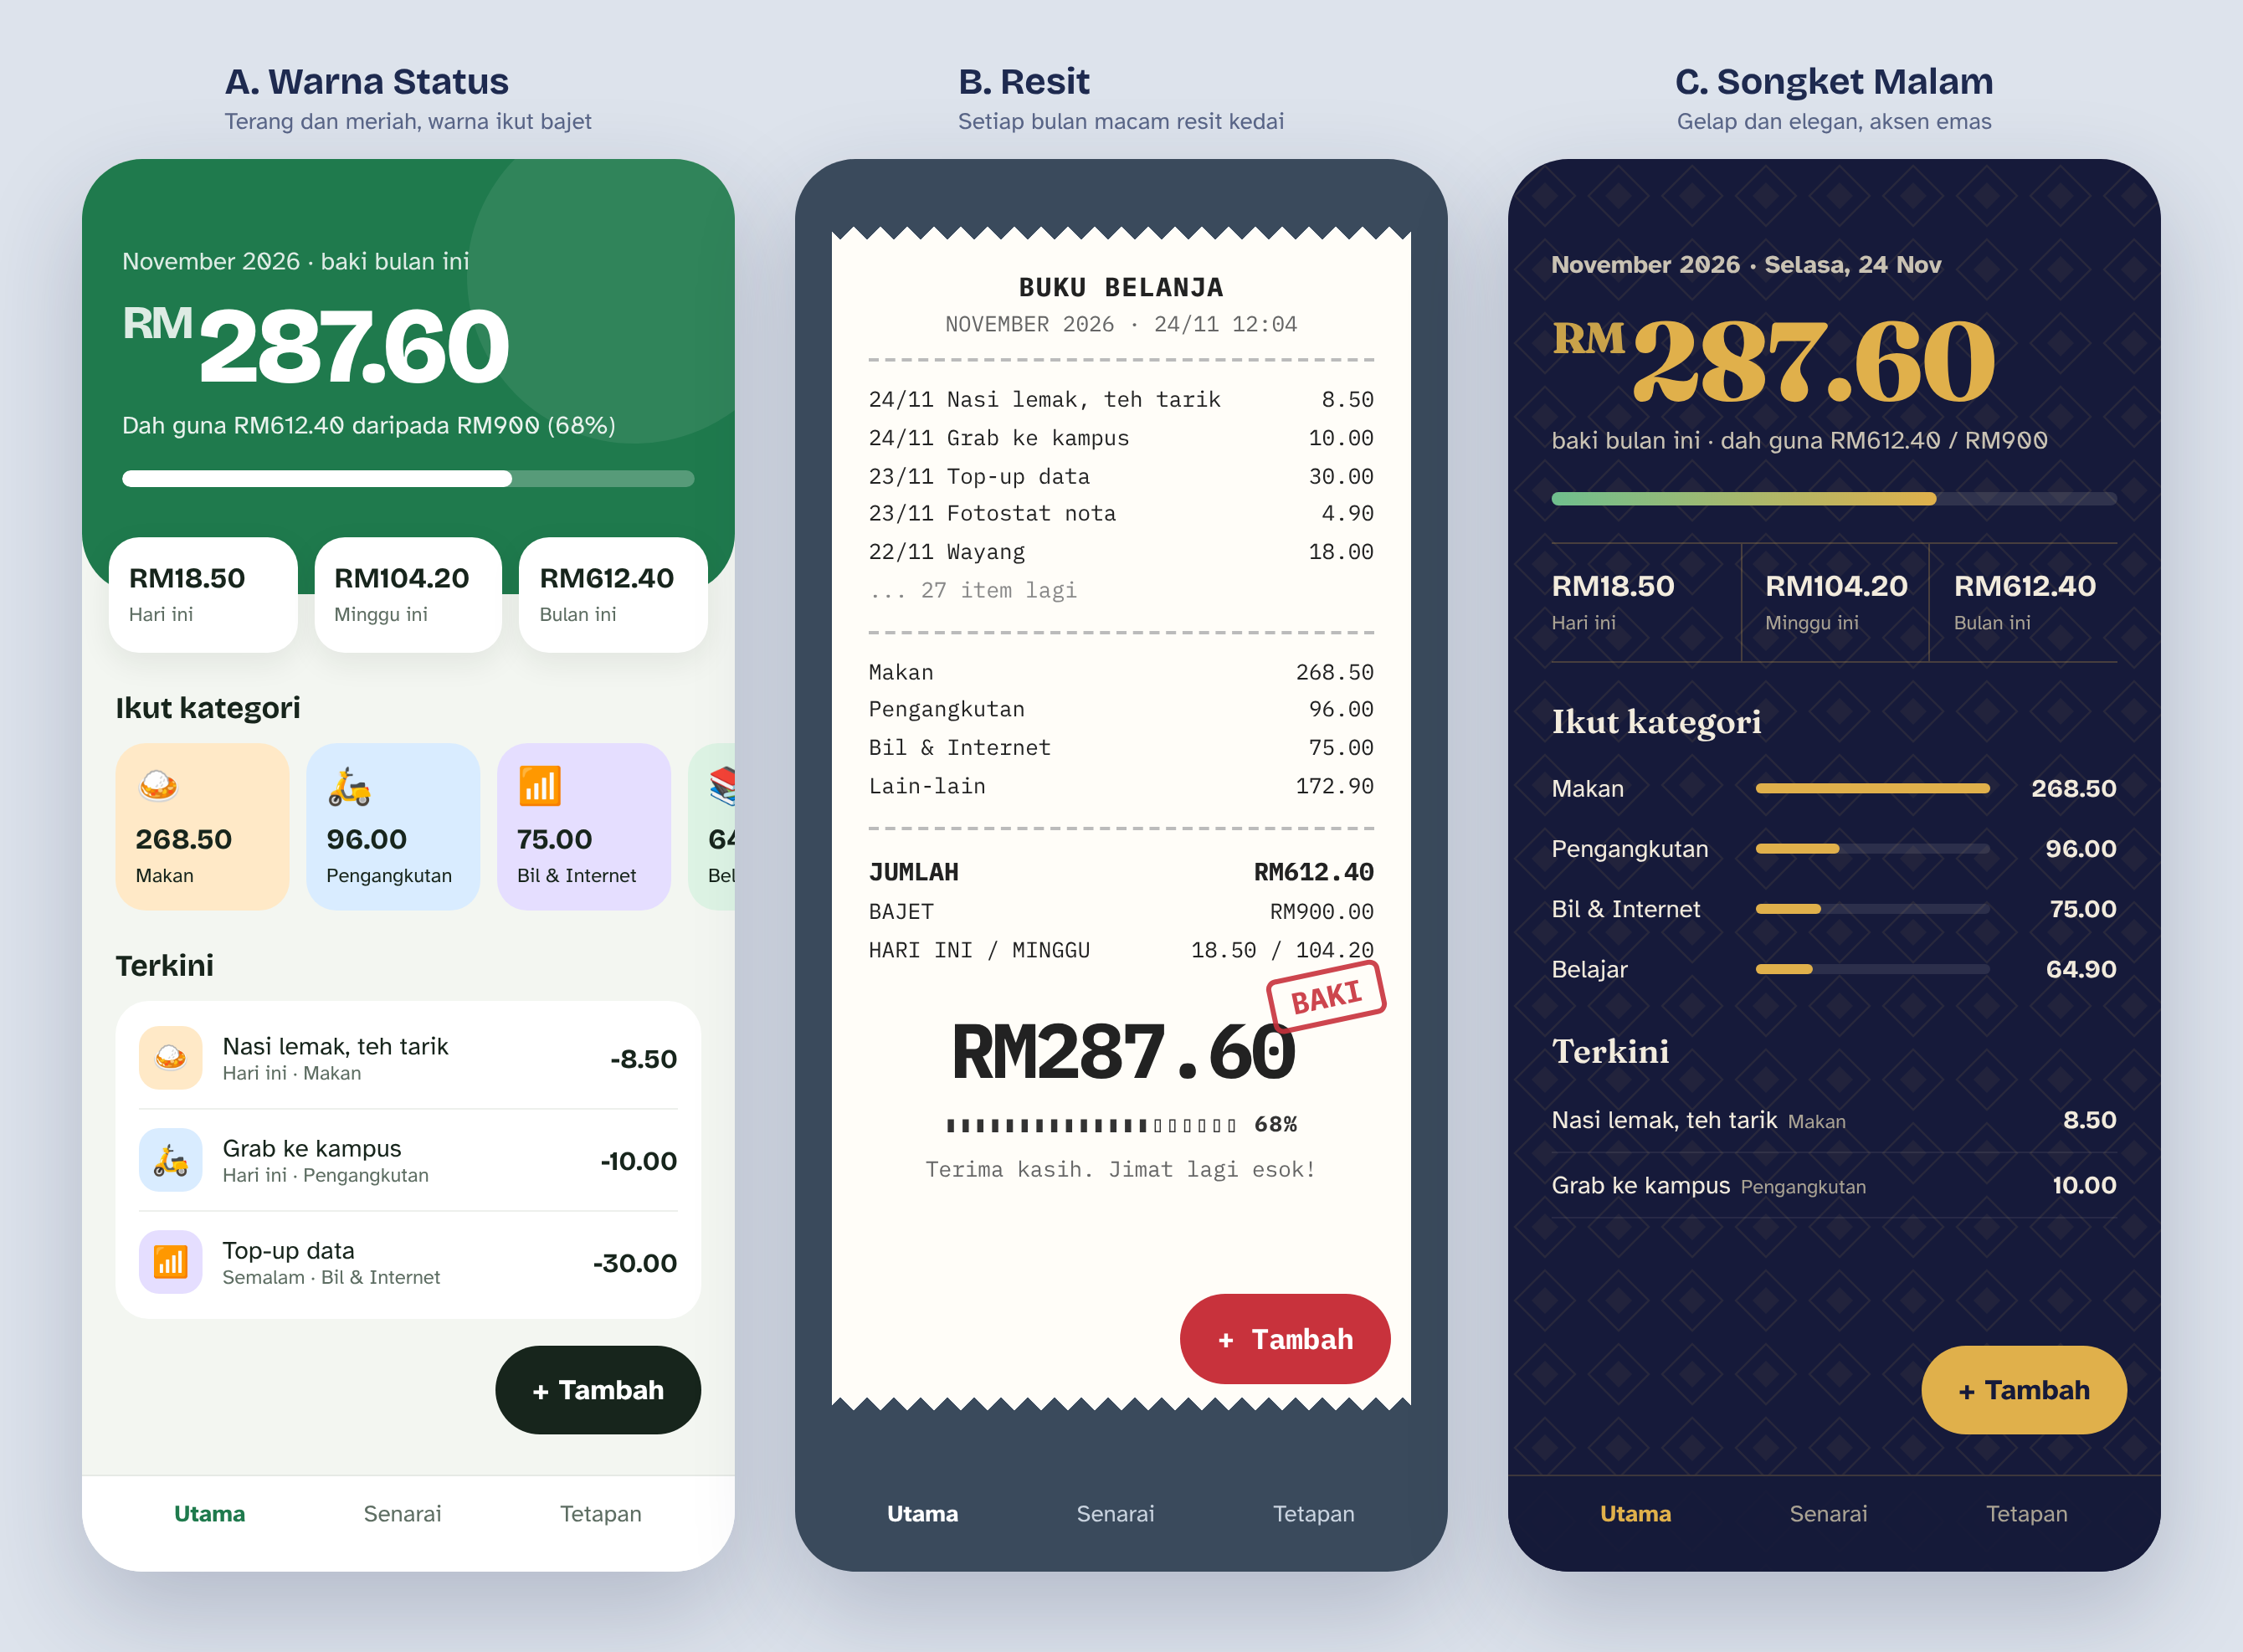 A. Warna Status
Terang dan meriah, warna ikut bajet
November 2026 · baki bulan ini
RM287.60
Dah guna RM612.40 daripada RM900 (68%)
RM18.50 RM104.20 RM612.40
Hari ini Minggu ini Bulan ini
Ikut kategori
268.50 96.00 75.00 64
Makan Pengangkutan Bil & Internet Bel
Terkini
Nasi lemak, teh tarik -8.50
Hari ini · Makan
Grab ke kampus -10.00
Hari ini · Pengangkutan
Top-up data -30.00
Semalam · Bil & Internet
+ Tambah
Utama Senarai Tetapan
B. Resit
Setiap bulan macam resit kedai
BUKU BELANJA
NOVEMBER 2026 · 24/11 12:04
24/11 Nasi lemak, teh tarik 8.50
24/11 Grab ke kampus 10.00
23/11 Top-up data 30.00
23/11 Fotostat nota 4.90
22/11 Wayang 18.00
... 27 item lagi
Makan 268.50
Pengangkutan 96.00
Bil & Internet 75.00
Lain-lain 172.90
JUMLAH RM612.40
BAJET RM900.00
HARI INI / MINGGU 18.50 / 104.20
BAKI
RM287.60
68%
Terima kasih. Jimat lagi esok!
+ Tambah
Utama Senarai Tetapan
C. Songket Malam
Gelap dan elegan, aksen emas
November 2026 · Selasa, 24 Nov
RM287.60
baki bulan ini · dah guna RM612.40 / RM900
RM18.50 RM104.20 RM612.40
Hari ini Minggu ini Bulan ini
Ikut kategori
Makan 268.50
Pengangkutan 96.00
Bil & Internet 75.00
Belajar 64.90
Terkini
Nasi lemak, teh tarik Makan 8.50
Grab ke kampus Pengangkutan 10.00
+ Tambah
Utama Senarai Tetapan